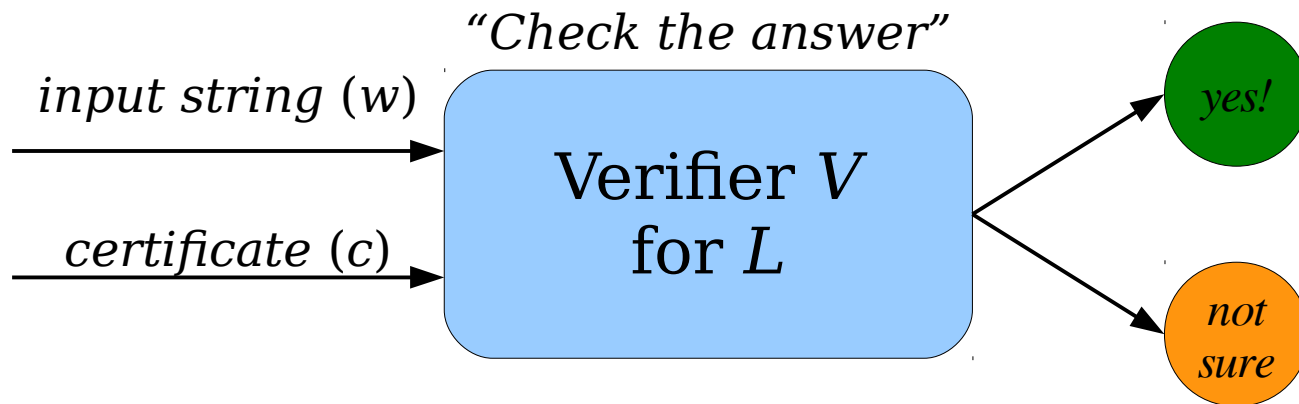 “Check the answer”
input string (w)
certificate (c)
Verifier V
for L
yes!
not
sure